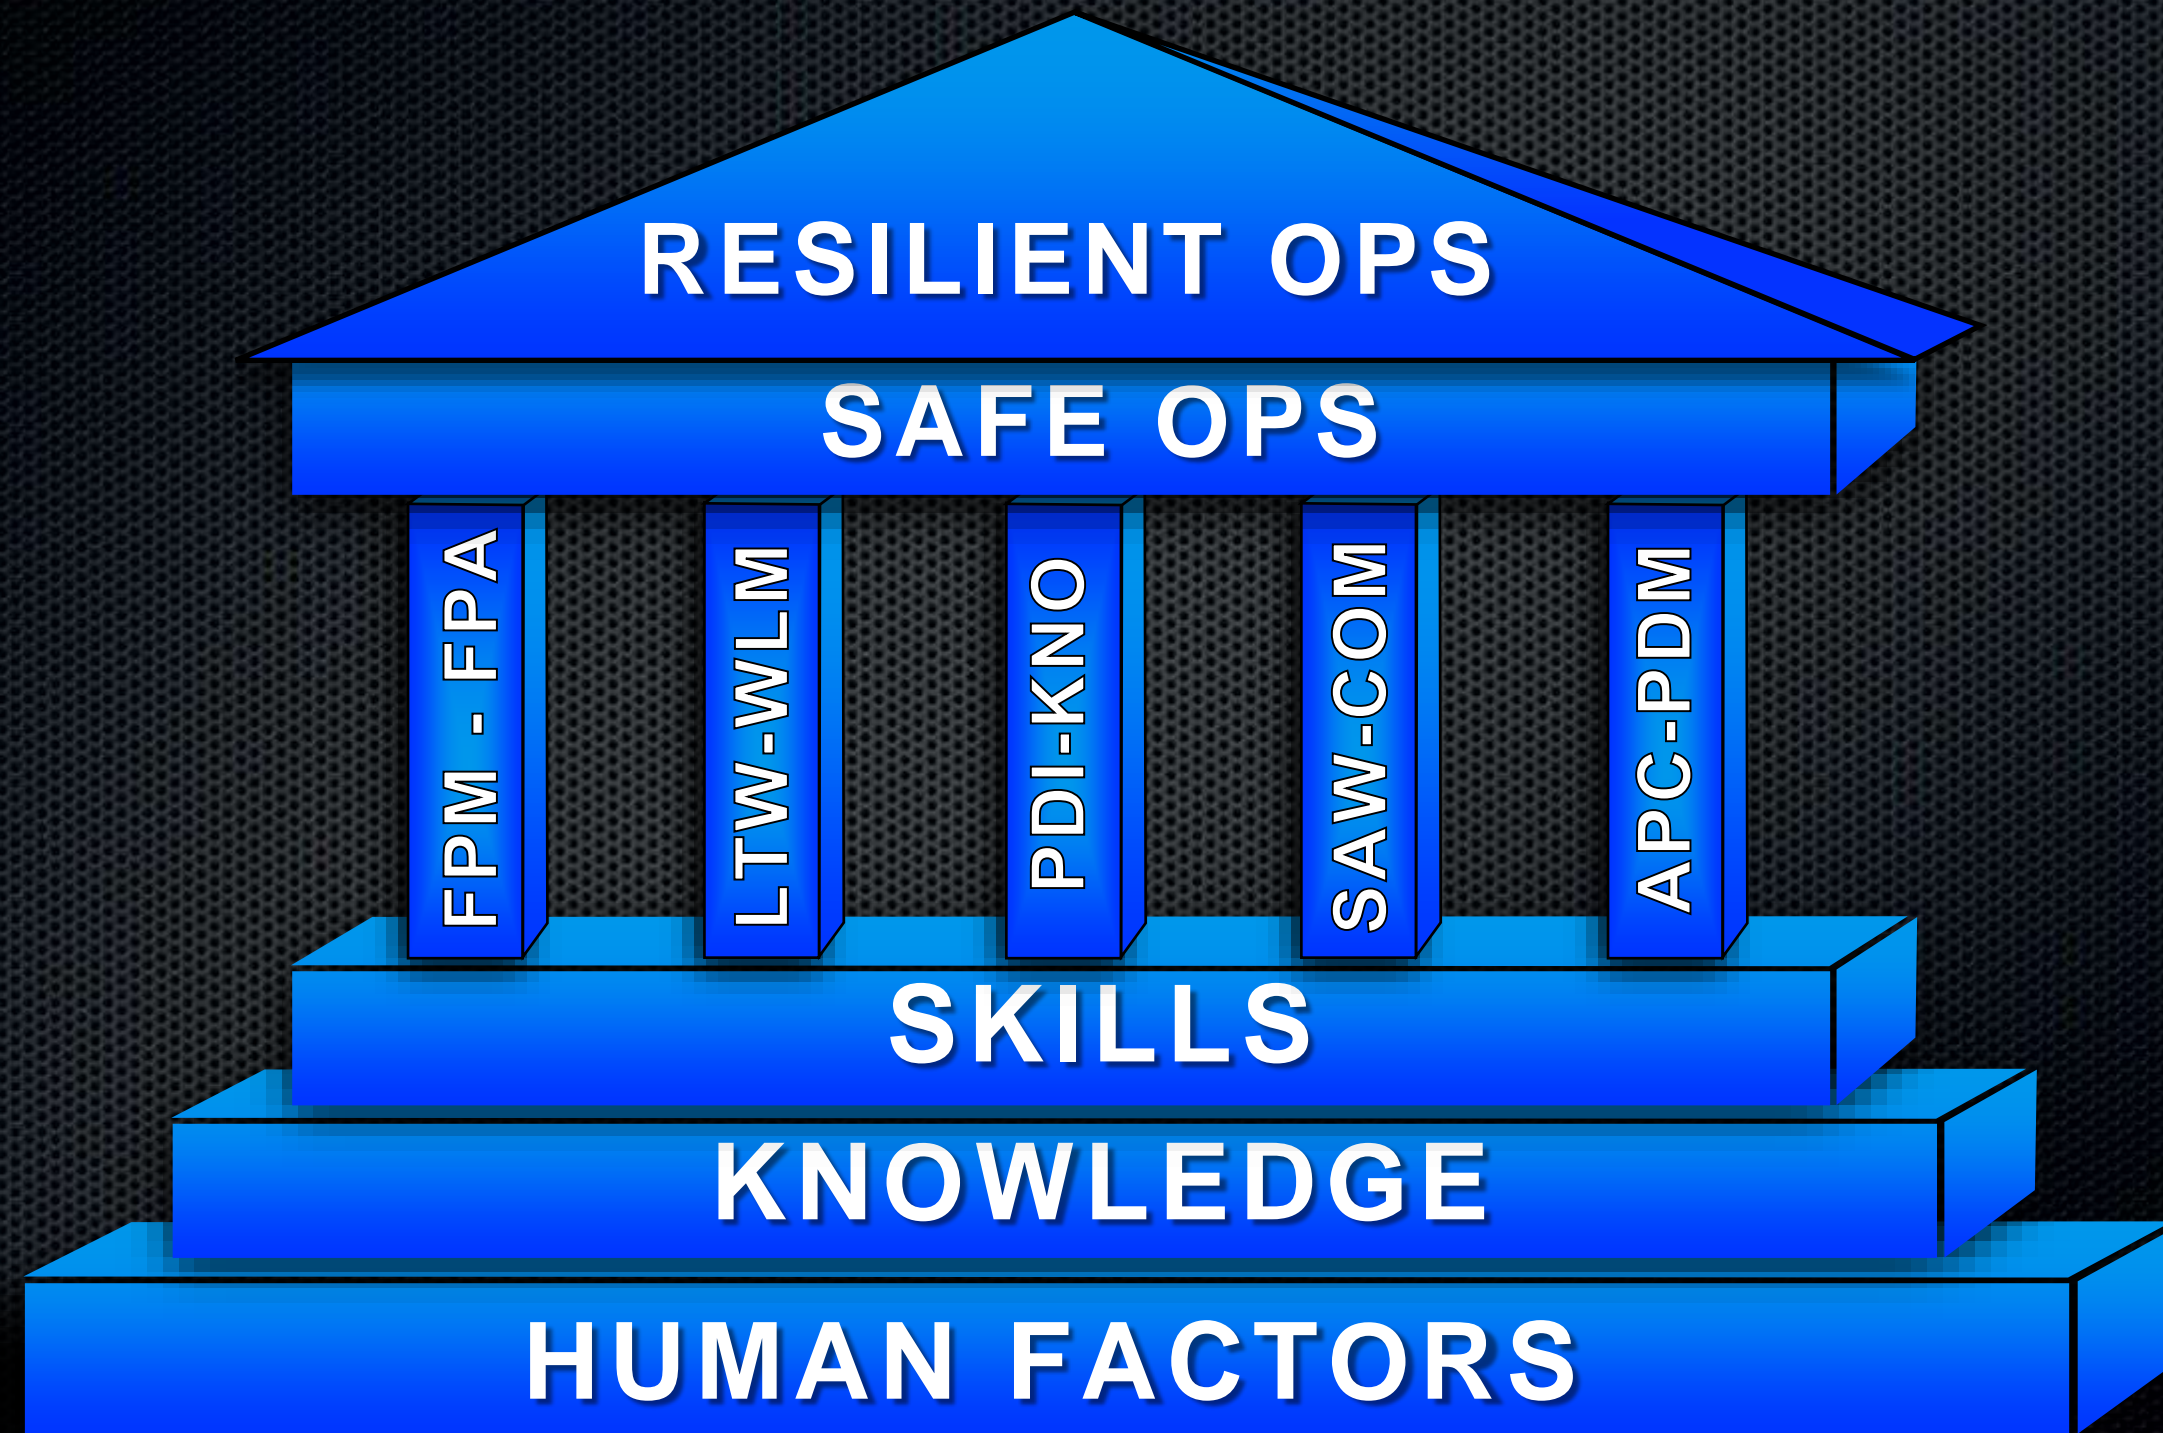 RESILIENT OPS
SAFE OPS
FPM - FPA
LTW-WLM
PDI-KNO
SAW-COM
APC-PDM
SKILLS
KNOWLEDGE
HUMAN FACTORS